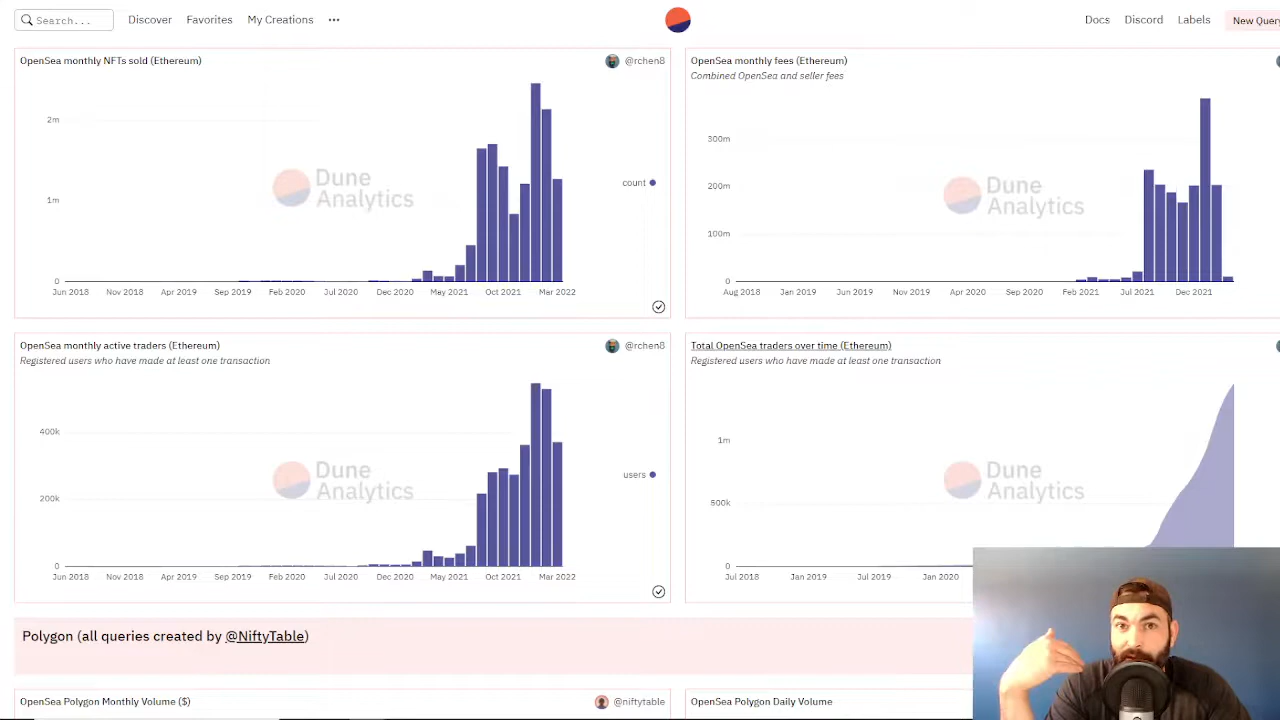 Search...
Discover
Favorites
My Creations
Docs
Discord
Labels
New Query
OpenSea monthly NFTs sold (Ethereum)
@rchen8
2m
1m
0
Dune
Analytics
count
Jun 2018 Nov 2018 Apr 2019 Sep 2019 Feb 2020 Jul 2020 Dec 2020 May 2021 Oct 2021 Mar 2022
OpenSea monthly fees (Ethereum)
Combined OpenSea and seller fees
300m
200m
100m
0
Dune
Analytics
Aug 2018 Jan 2019 Jun 2019 Nov 2019 Apr 2020 Sep 2020 Feb 2021 Jul 2021 Dec 2021
OpenSea monthly active traders (Ethereum)
@rchen8
Registered users who have made at least one transaction
400k
200k
0
Dune
Analytics
users
Jun 2018 Nov 2018 Apr 2019 Sep 2019 Feb 2020 Jul 2020 Dec 2020 May 2021 Oct 2021 Mar 2022
Total OpenSea traders over time (Ethereum)
Registered users who have made at least one transaction
1m
500k
0
Dune
Analytics
Jul 2018 Jan 2019 Jul 2019 Jan 2020
Polygon (all queries created by @NiftyTable)
OpenSea Polygon Monthly Volume ($)
@niftytable
OpenSea Polygon Daily Volume